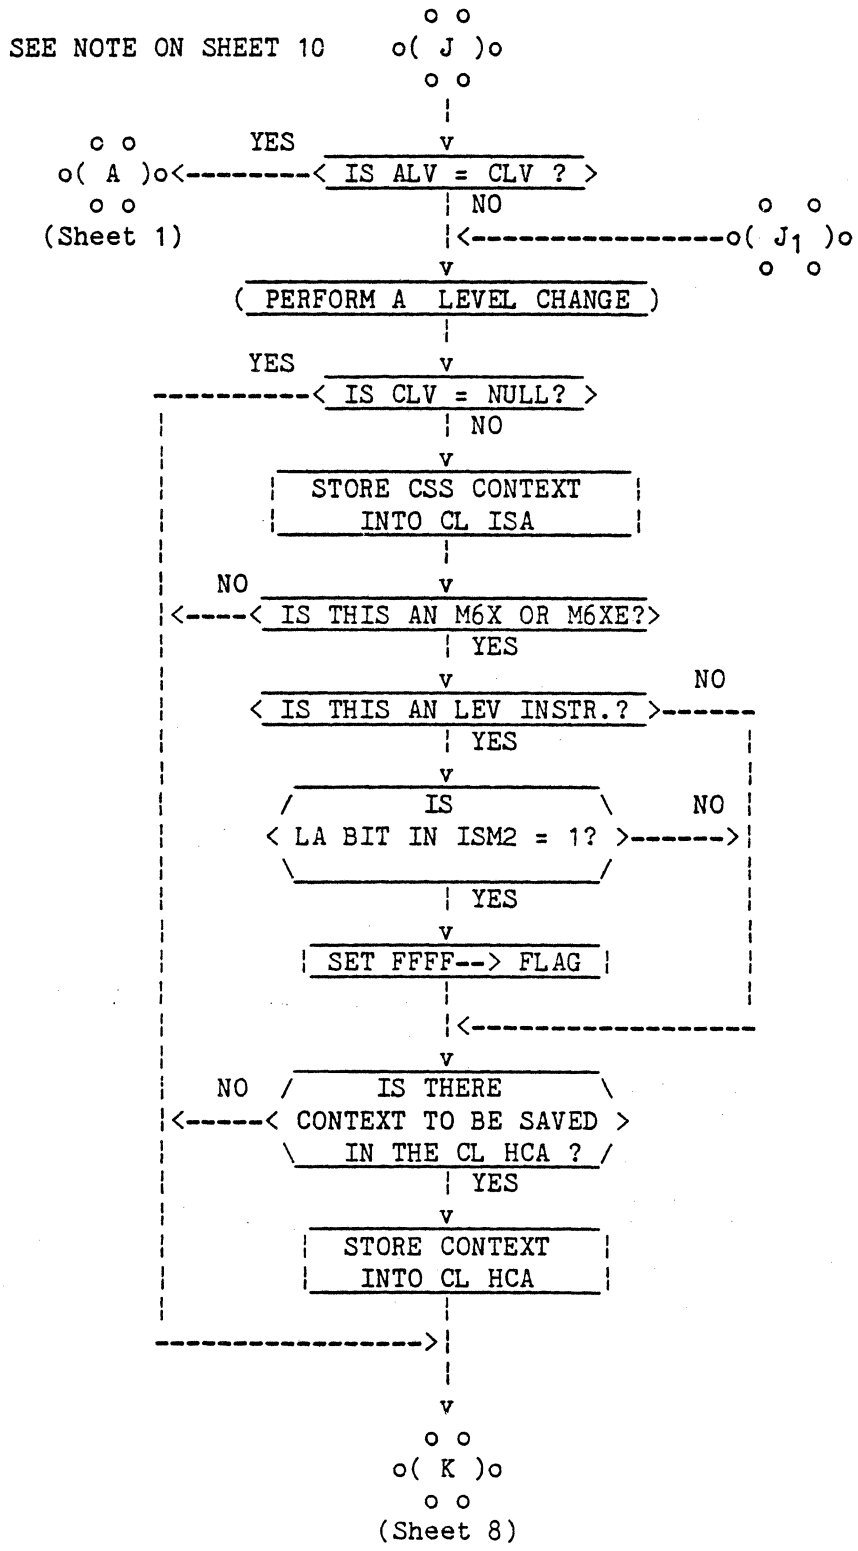 SEE NOTE ON SHEET 10
J
YES
A
IS ALV = CLV ?
NO
(Sheet 1)
J1
( PERFORM A LEVEL CHANGE )
YES
IS CLV = NULL?
NO
STORE CSS CONTEXT
INTO CL ISA
NO
IS THIS AN M6X OR M6XE?
YES
NO
IS THIS AN LEV INSTR.?
YES
IS
NO
LA BIT IN ISM2 = 1?
YES
SET FFFF--> FLAG
NO
IS THERE
CONTEXT TO BE SAVED
IN THE CL HCA ?
YES
STORE CONTEXT
INTO CL HCA
K
(Sheet 8)